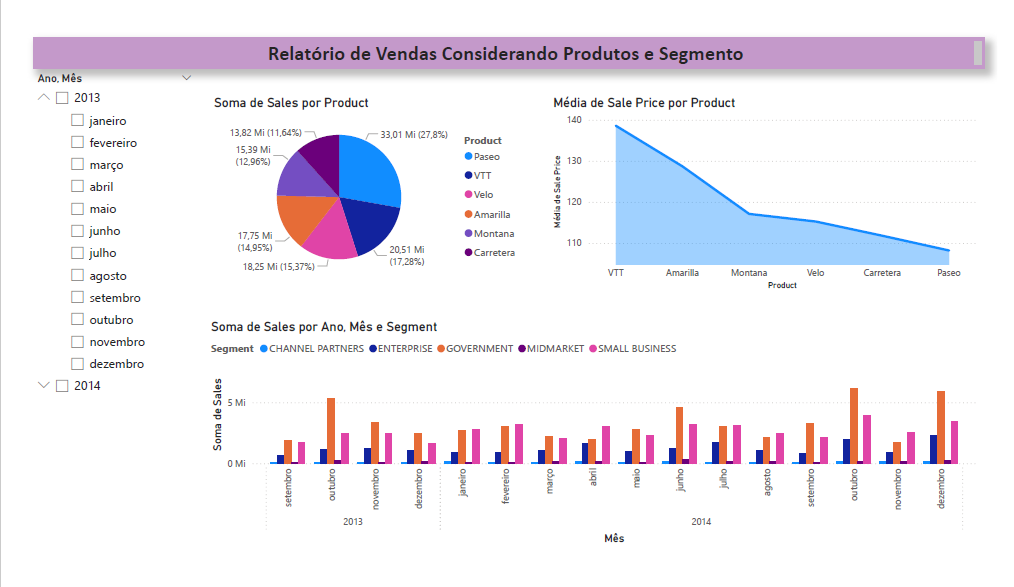 Relatório de Vendas Considerando Produtos e Segmento
Ano, Mês
2013
janeiro
fevereiro
março
abril
maio
junho
julho
agosto
setembro
outubro
novembro
dezembro
2014
Soma de Sales por Product
13,82 Mi (11,64%)
33,01 Mi (27,8%)
15,39 Mi
(12,96%)
17,75 Mi
(14,95%)
18,25 Mi (15,37%)
20,51 Mi
(17,28%)
Product
Paseo
VTT
Velo
Amarilla
Montana
Carretera
Média de Sale Price por Product
Média de Sale Price
140
130
120
110
VTT Amarilla Montana Velo Carretera Paseo
Product
Soma de Sales por Ano, Mês e Segment
Segment CHANNEL PARTNERS ENTERPRISE GOVERNMENT MIDMARKET SMALL BUSINESS
Soma de Sales
5 Mi
0 Mi
setembro outubro novembro dezembro janeiro fevereiro março abril maio junho julho agosto setembro outubro novembro dezembro
2013 2014
Mês